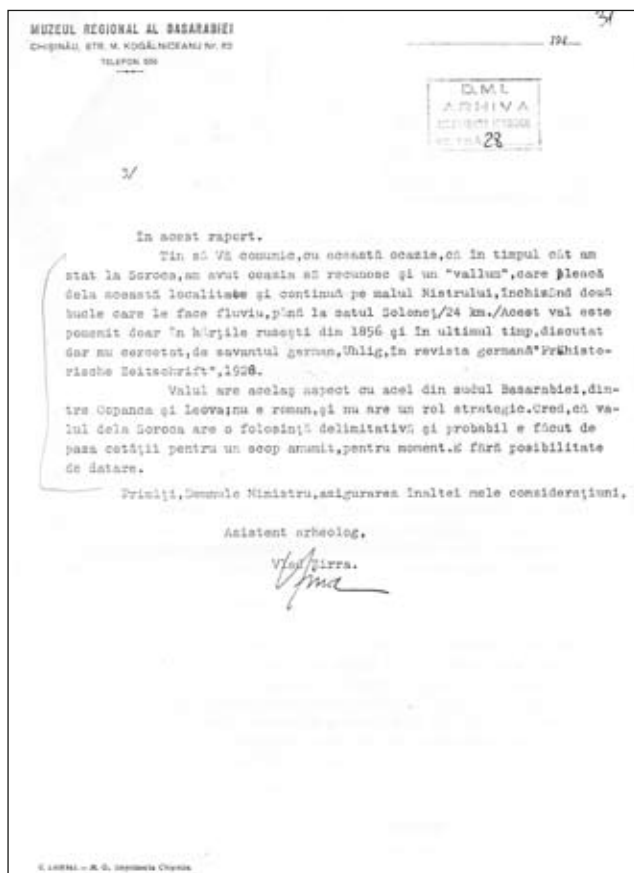 31
MUZEUL REGIONAL AL BASARABIEI
CHIȘINĂU, STR. M. KOGĂLNICEANU Nr. 82
TELEFON
194
D.M.I.
ARHIVA
28
2/
In acest raport.
Țin să Vă comunic,cu această ocazie,că în timpul cât am
stat la Soroca,am avut ocazia să recunosc și un "vallum",care pleacă
dela această localitate și continuă pe malul Nistrului,închizând două
bucle care le face fluviu,până la satul Soloneț/24 km./Acest val este
pomenit doar în hărțile rusești din 1856 și în ultimul timp,discutat
dar nu cercetat,de savantul german,Uhlig,în revista germană"Prähisto-
rische Zeitschrift",1928.
Valul are acelaș aspect cu acel din sudul Basarabiei,din-
tre Copanca și Leova;nu e roman,și nu are un rol strategic.Cred,că va-
lul dela Soroca are o folosință delimitativă și probabil e făcut de
paza cetății pentru un scop anumit,pentru moment.E fără posibilitate
de datare.
Primiți,Domnule Ministru,asigurarea înaltei mele considerațiuni,
Asistent arheolog,
Vlad Zirra.